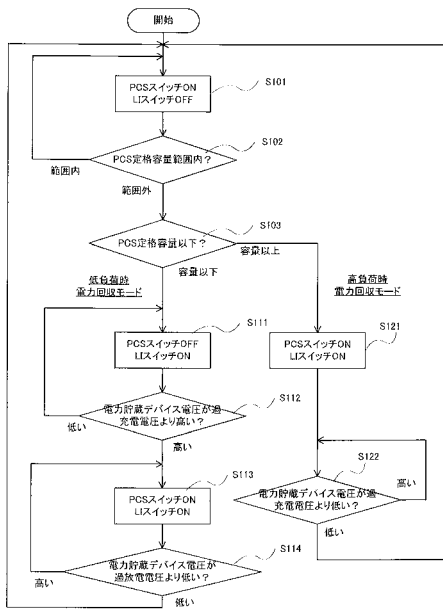 開始
PCSスイッチON
LIスイッチOFF
S101
PCS定格容量範囲内?
S102
範囲内
範囲外
PCS定格容量以下?
S103
容量以上
容量以下
低負荷時
電力回収モード
高負荷時
電力回収モード
PCSスイッチOFF
LIスイッチON
S111
PCSスイッチON
LIスイッチON
S121
電力貯蔵デバイス電圧が過
充電電圧より高い?
S112
低い
高い
PCSスイッチON
LIスイッチON
S113
電力貯蔵デバイス電圧が過
充電電圧より低い?
S122
高い
低い
電力貯蔵デバイス電圧が
過放電電圧より低い?
S114
高い
低い